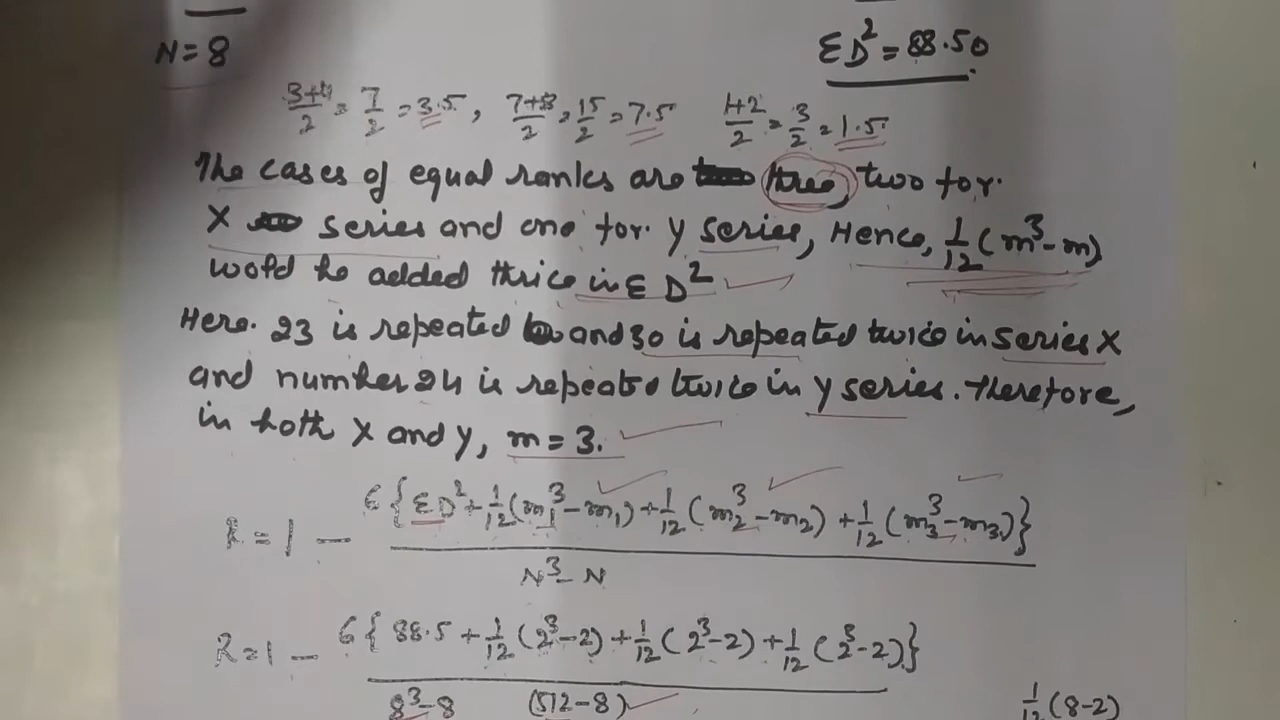 N=8
ΣD²=88.50
3+4/2 = 7/2 = 3.5, 7+8/2 = 15/2 = 7.5 1+2/2 = 3/2 = 1.5
The cases of equal ranks are three, two for
X series and one for Y series, Hence, 1/12 (m³-m)
wold be added thrice in Σ D²
Here 23 is repeated and 30 is repeated twice in series X
and number 24 is repeated twice in Y series. Therefore,
in both X and Y, m=3.
R=1 - 6{ΣD²+1/12(m₁³-m₁)+1/12(m₂³-m₂)+1/12(m₃³-m₃)}
N³-N
R=1 - 6{88.5+1/12(2³-2)+1/12(2³-2)+1/12(2³-2)}
8³-8 (512-8) 1/12(8-2)